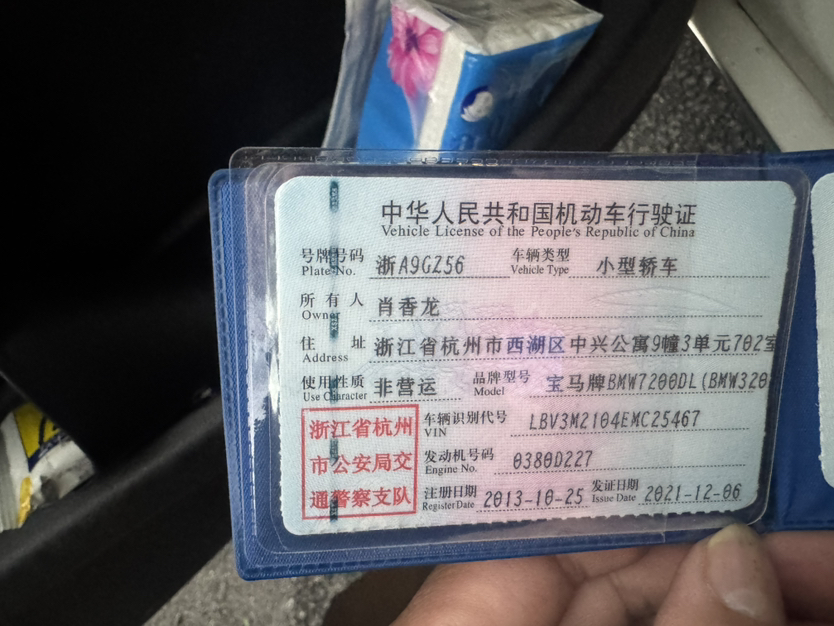 中华人民共和国机动车行驶证
Vehicle License of the People's Republic of China
号牌号码 浙A9GZ56 车辆类型 小型轿车
Plate No. Vehicle Type
所有人 肖香龙
Owner
住址 浙江省杭州市西湖区中兴公寓9幢3单元702室
Address
使用性质 非营运 品牌型号 宝马牌BMW7200DL(BMW320
Use Character Model
浙江省杭州
市公安局交
通警察支队
车辆识别代号 LBV3M2104EMC25467
VIN
发动机号码 0380D227
Engine No.
注册日期 2013-10-25 发证日期 2021-12-06
Register Date Issue Date